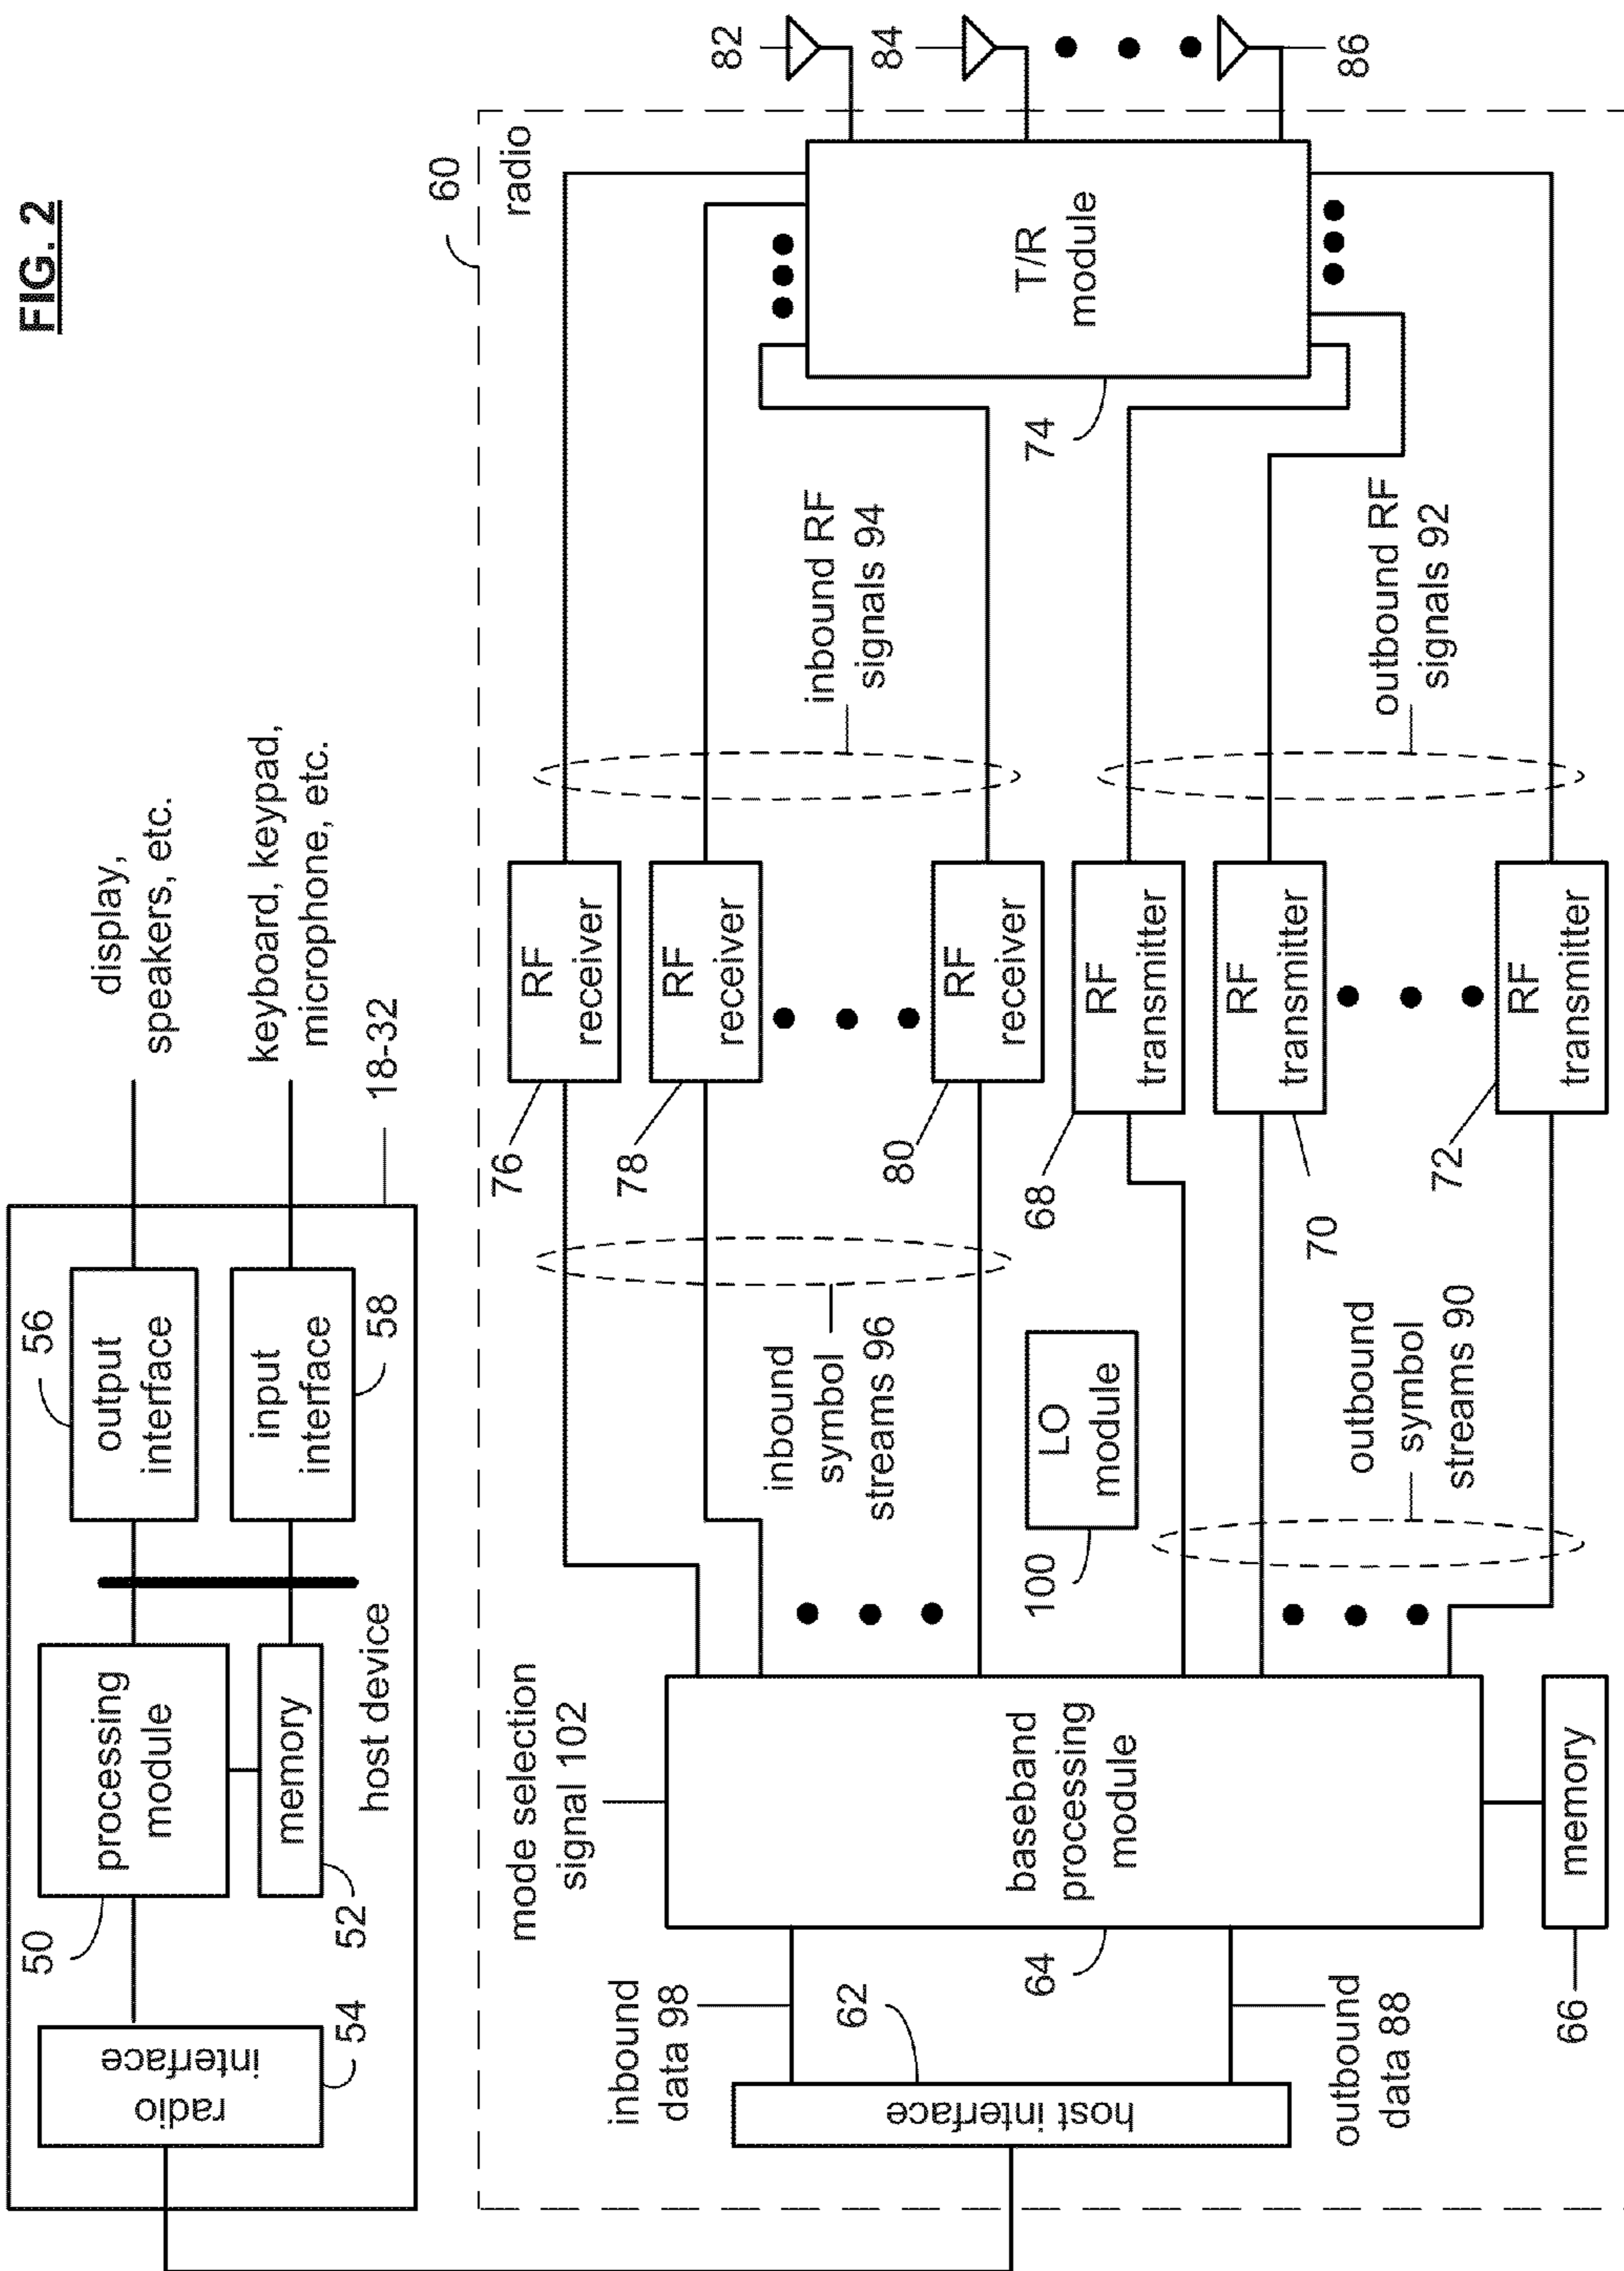 FIG. 2
display,
speakers, etc.
keyboard, keypad,
microphone, etc.
18-32
56
output
interface
input
interface
58
processing
module
50
memory
52
host device
radio
interface
54
60
radio
82
84
86
T/R
module
74
inbound RF
signals 94
outbound RF
signals 92
RF
receiver
76
RF
receiver
78
RF
receiver
80
RF
transmitter
68
RF
transmitter
70
RF
transmitter
72
inbound
symbol
streams 96
LO
module
100
outbound
symbol
streams 90
mode selection
signal 102
baseband
processing
module
64
memory
66
inbound
data 98
62
host interface
outbound
data 88